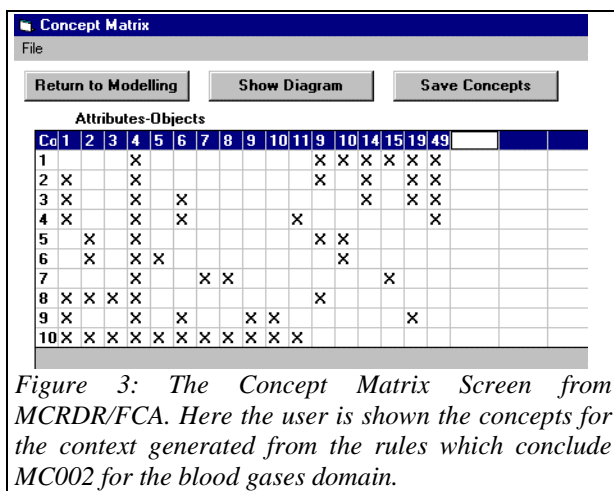 Concept Matrix
File
Return to Modelling Show Diagram Save Concepts
Attributes-Objects
Co 1 2 3 4 5 6 7 8 9 10 11 9 10 14 15 19 49
1 X X X X X X X
2 X X X X X X
3 X X X X X X
4 X X X X X
5 X X X X
6 X X X X
7 X X X X
8 X X X X X
9 X X X X X X
10 X X X X X X X X X X X
Figure 3: The Concept Matrix Screen from
MCRDR/FCA. Here the user is shown the concepts for
the context generated from the rules which conclude
MC002 for the blood gases domain.